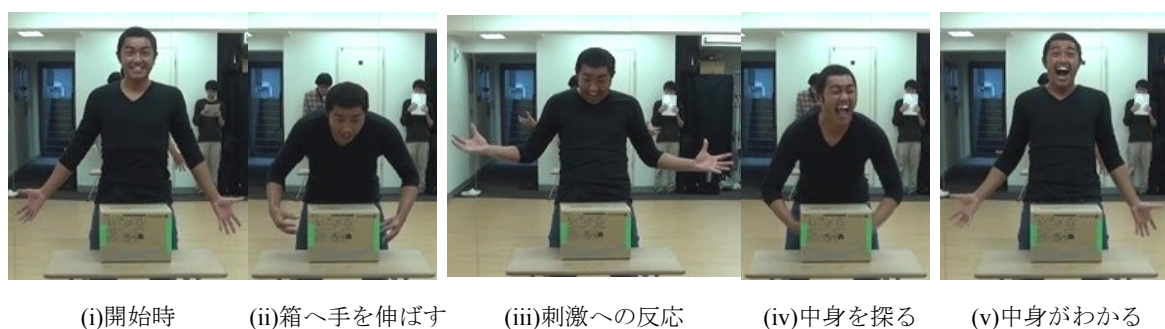 (i)開始時
(ii)箱へ手を伸ばす
(iii)刺激への反応
(iv)中身を探る
(v)中身がわかる